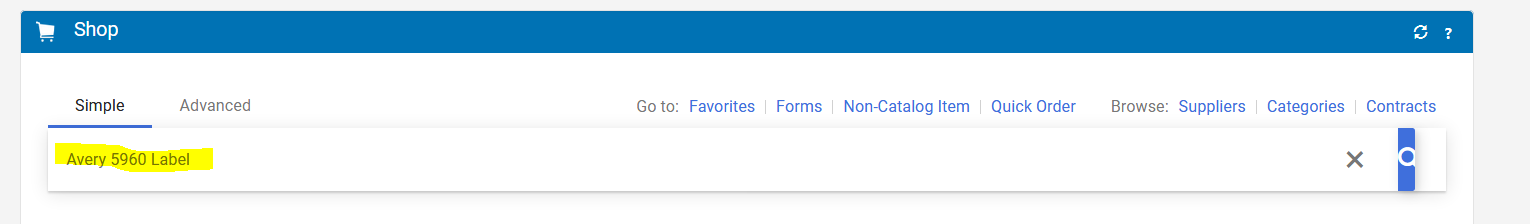 Shop ?
Simple Advanced Go to: Favorites | Forms | Non-Catalog Item | Quick Order Browse: Suppliers | Categories | Contracts
Avery 5960 Label